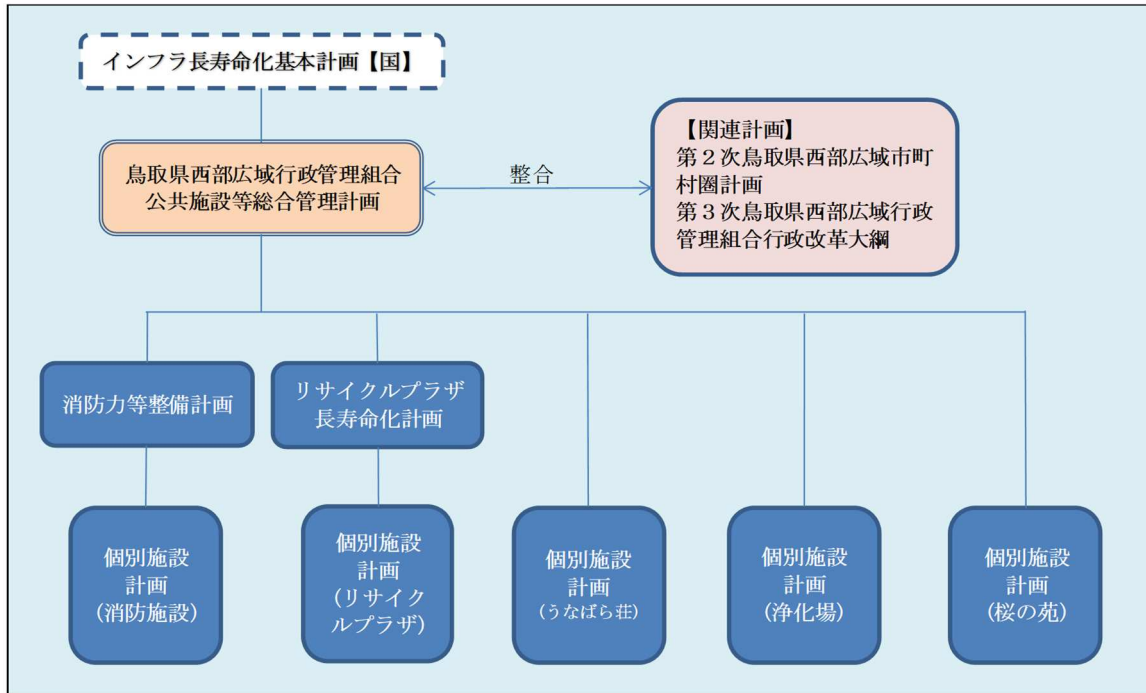 インフラ長寿命化基本計画【国】
鳥取県西部広域行政管理組合
公共施設等総合管理計画
整合
【関連計画】
第２次鳥取県西部広域市町
村圏計画
第３次鳥取県西部広域行政
管理組合行政改革大綱
消防力等整備計画
リサイクルプラザ
長寿命化計画
個別施設
計画
(消防施設)
個別施設
計画
(リサイク
ルプラザ)
個別施設
計画
(うなばら荘)
個別施設
計画
(浄化場)
個別施設
計画
(桜の苑)